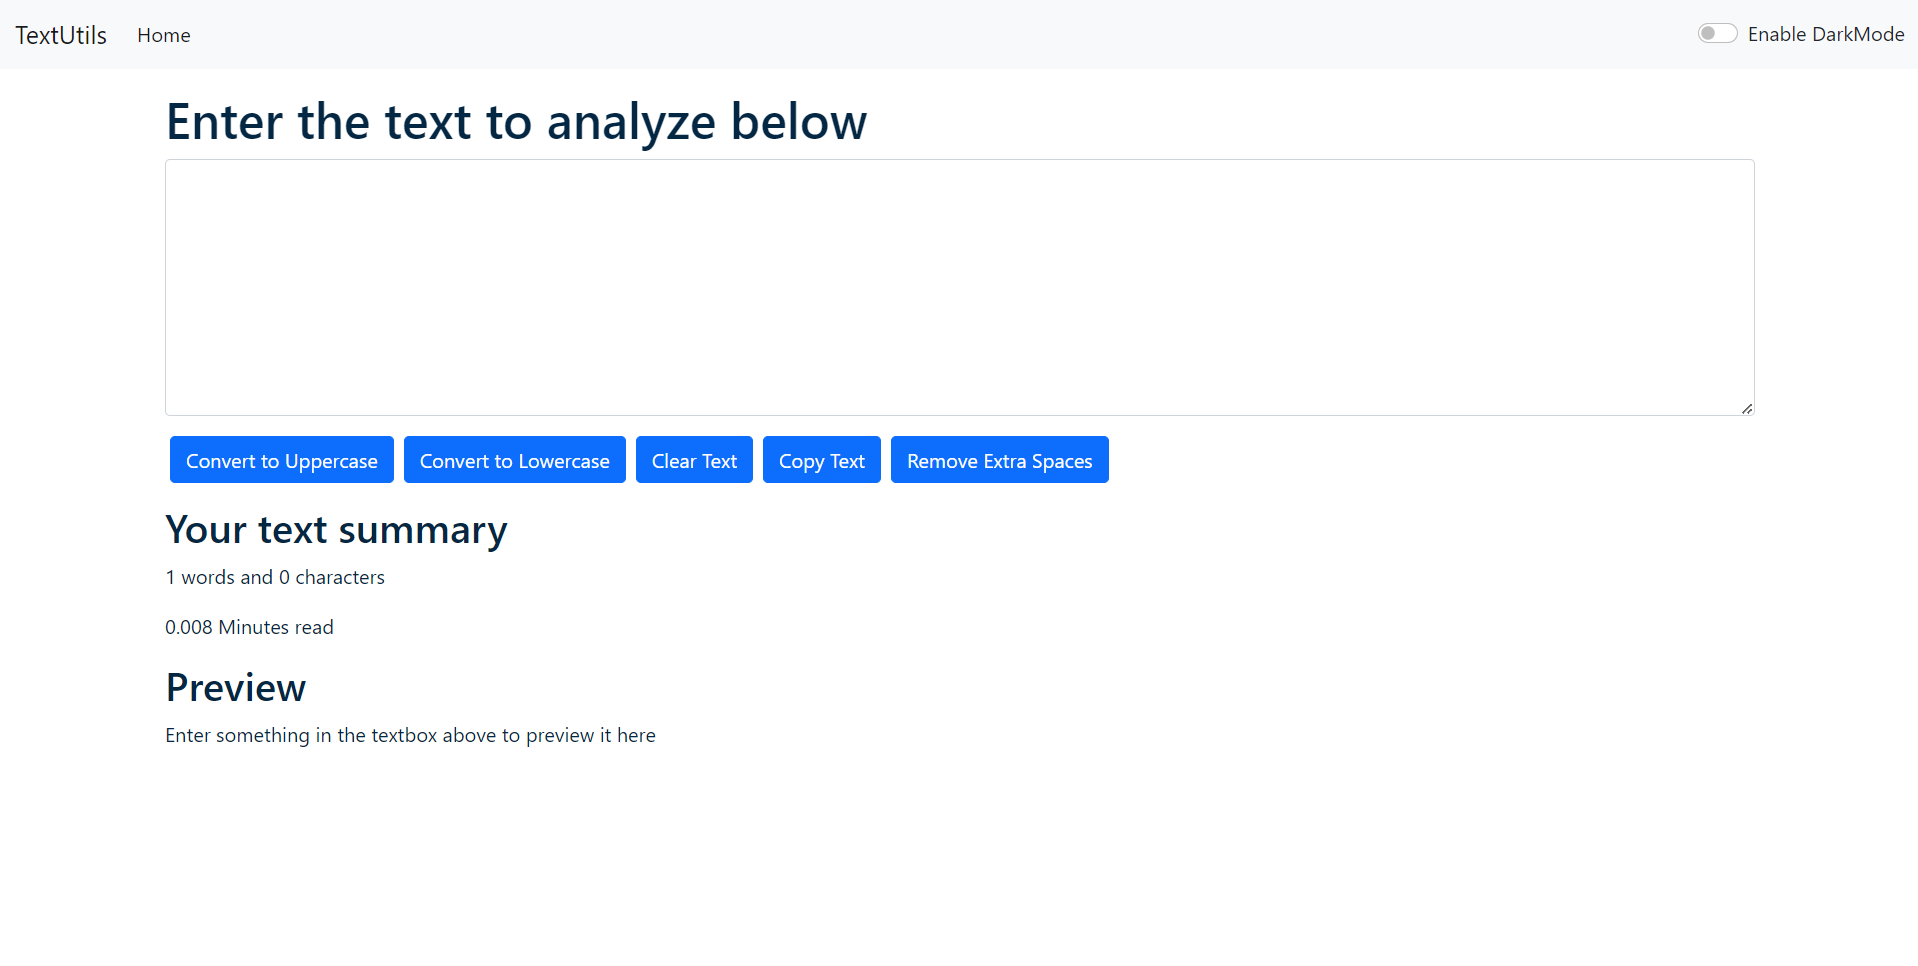 TextUtils Home Enable DarkMode
Enter the text to analyze below
Convert to Uppercase Convert to Lowercase Clear Text Copy Text Remove Extra Spaces
Your text summary
1 words and 0 characters
0.008 Minutes read
Preview
Enter something in the textbox above to preview it here